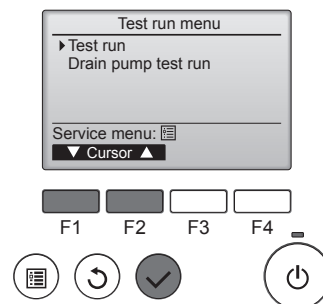 Test run menu
Test run
Drain pump test run
Service menu:
▼ Cursor ▲
F1 F2 F3 F4